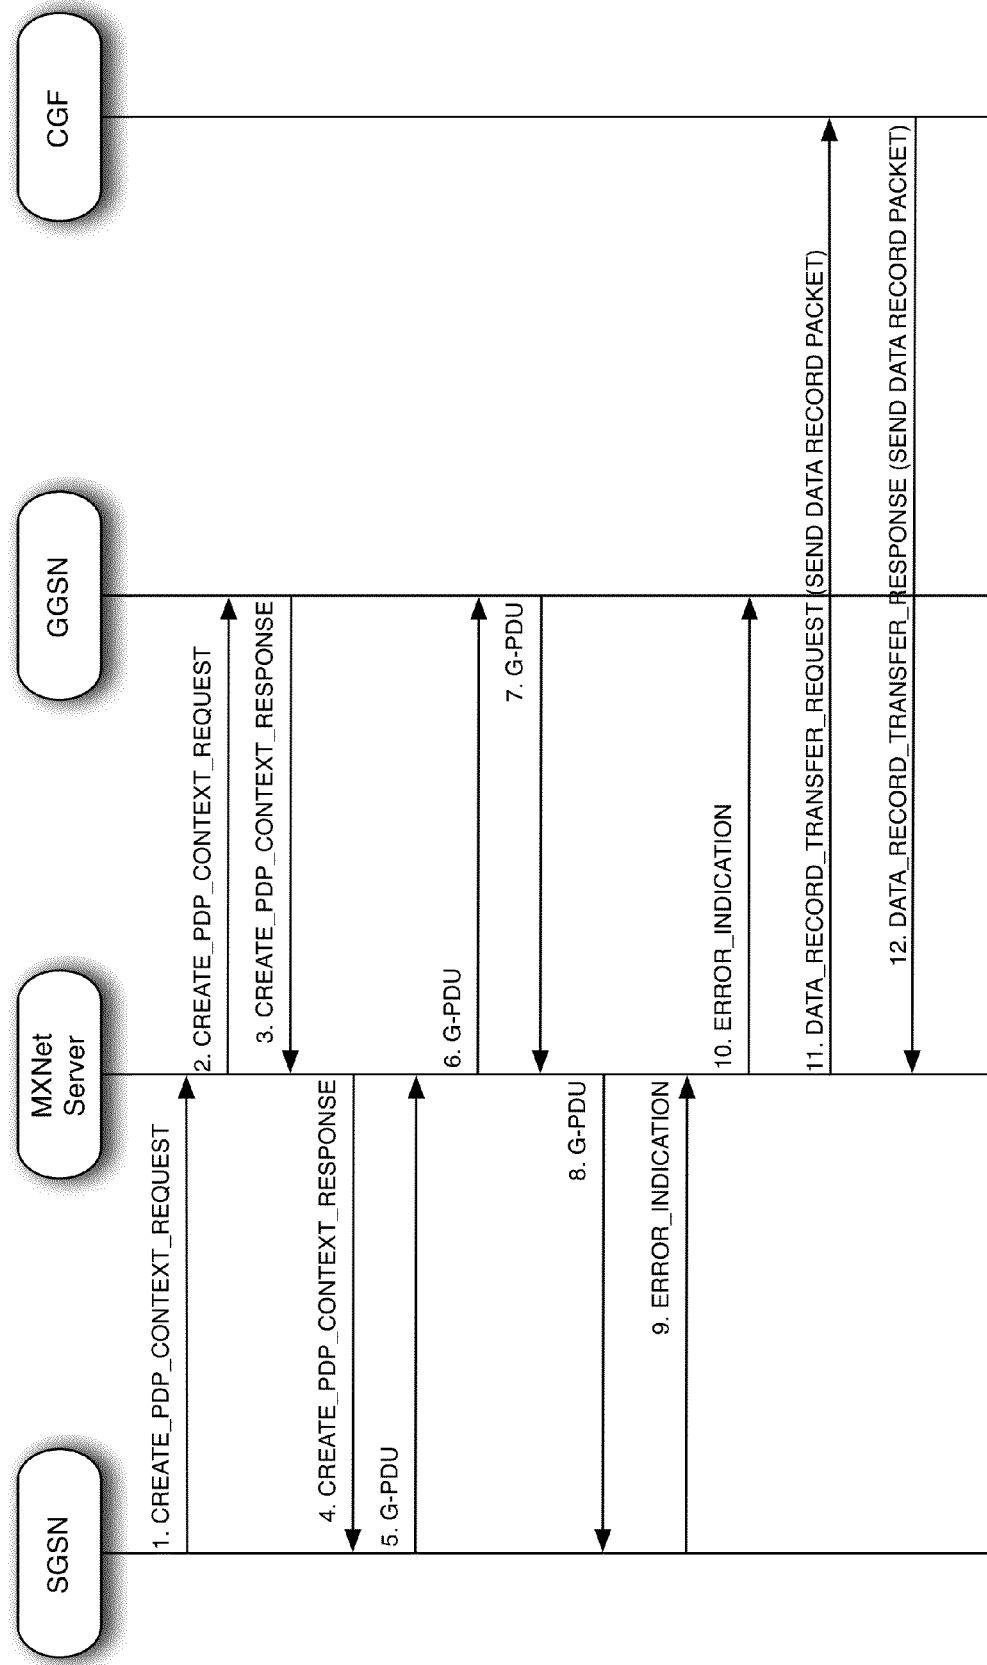 SGSN
MXNet
Server
GGSN
CGF
1. CREATE_PDP_CONTEXT_REQUEST
2. CREATE_PDP_CONTEXT_REQUEST
3. CREATE_PDP_CONTEXT_RESPONSE
4. CREATE_PDP_CONTEXT_RESPONSE
5. G-PDU
6. G-PDU
7. G-PDU
8. G-PDU
9. ERROR_INDICATION
10. ERROR_INDICATION
11. DATA_RECORD_TRANSFER_REQUEST (SEND DATA RECORD PACKET)
12. DATA_RECORD_TRANSFER_RESPONSE (SEND DATA RECORD PACKET)